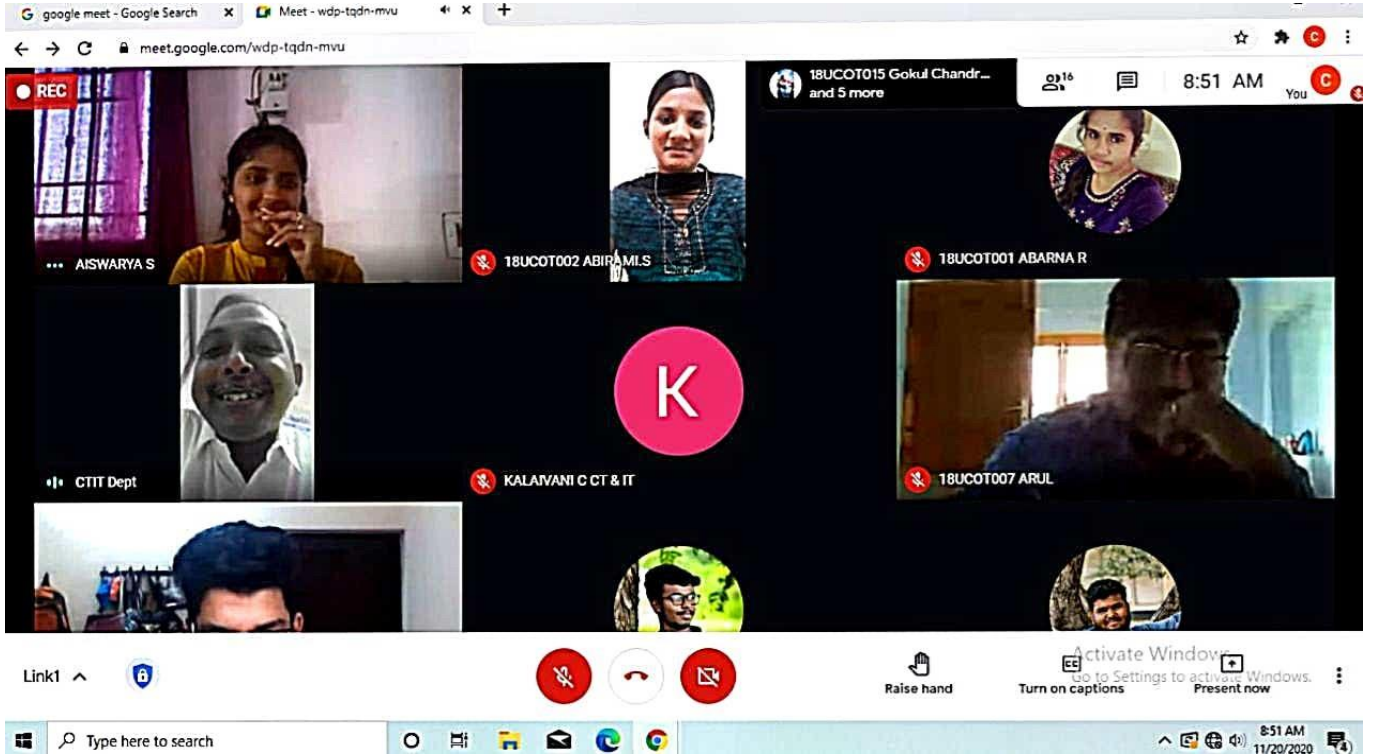 google meet - Google Search
Meet - wdp-tqdn-mvu
meet.google.com/wdp-tqdn-mvu
C
REC
18UCOT015 Gokul Chandr...
and 5 more
16
8:51 AM
You
C
AISWARYA S
18UCOT002 ABIRAMI.S
18UCOT001 ABARNA R
CTIT Dept
K
KALAIVANI C CT & IT
18UCOT007 ARUL
Link1
Raise hand
CC
Turn on captions
Present now
Activate Windows
Go to Settings to activate Windows.
Type here to search
8:51 AM
11/20/2020
4